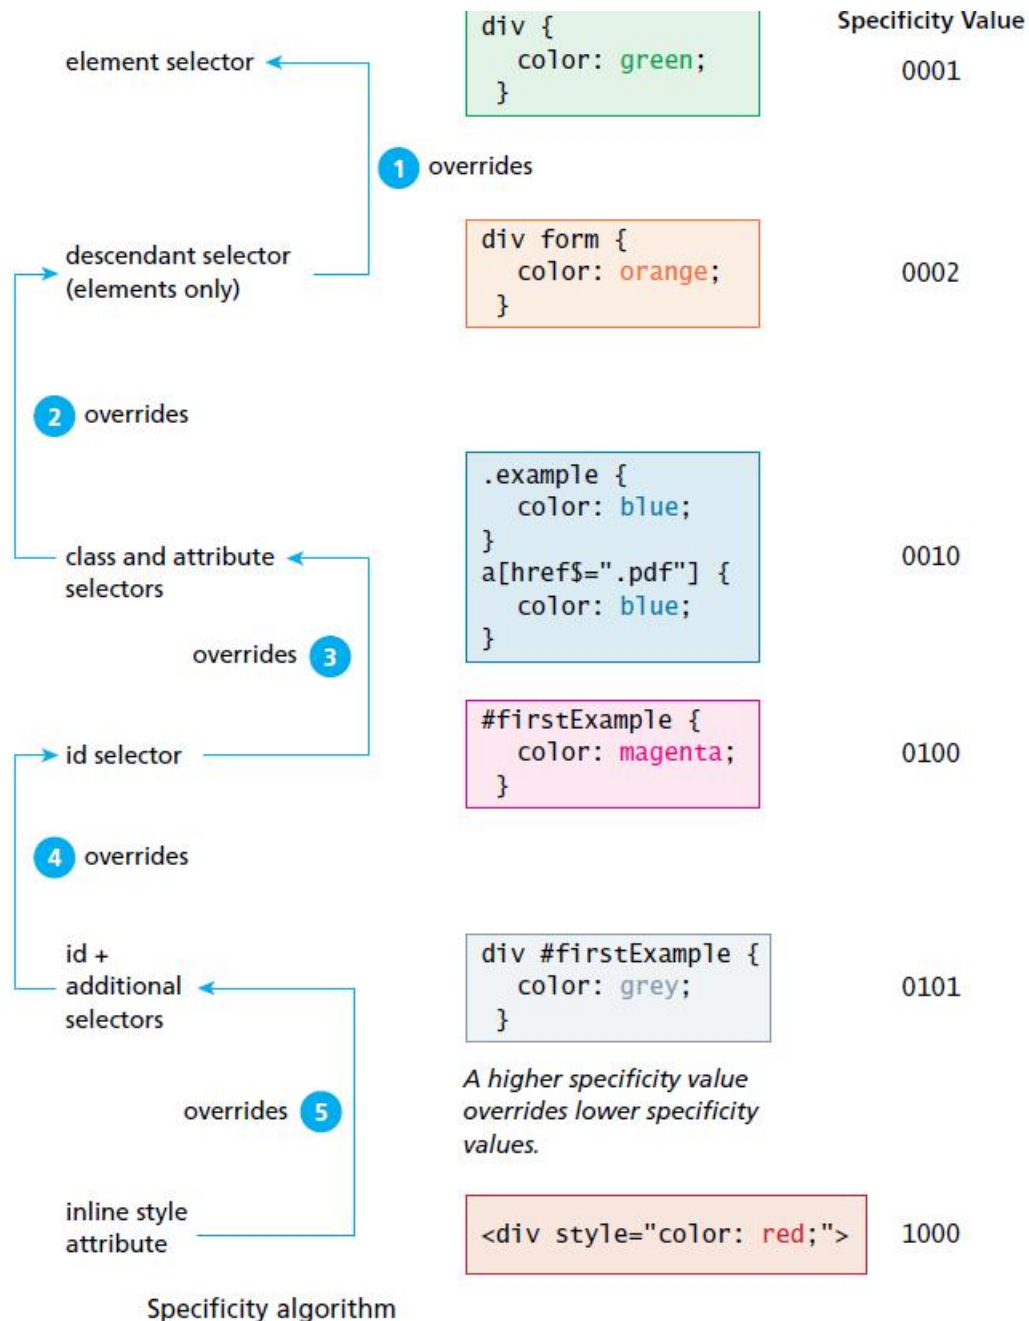 Specificity Value
element selector
div {
color: green;
}
0001
1 overrides
descendant selector
(elements only)
div form {
color: orange;
}
0002
2 overrides
class and attribute
selectors
.example {
color: blue;
}
a[href$=".pdf"] {
color: blue;
}
0010
overrides 3
id selector
#firstExample {
color: magenta;
}
0100
4 overrides
id +
additional
selectors
div #firstExample {
color: grey;
}
0101
A higher specificity value
overrides lower specificity
values.
overrides 5
inline style
attribute
<div style="color: red;">
1000
Specificity algorithm